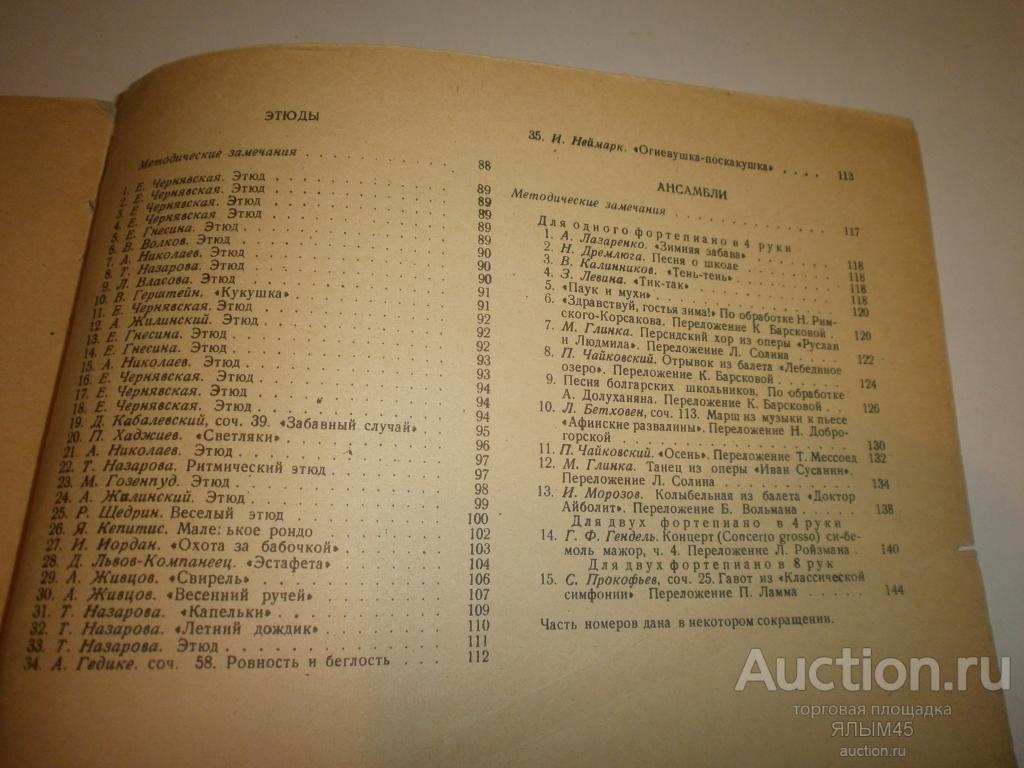 ЭТЮДЫ
Методические замечания . . . . . . . . . . 88
1. Е. Чернявская. Этюд . . . . . . . . . . 89
2. Е. Чернявская. Этюд . . . . . . . . . . 89
3. Е. Чернявская. Этюд . . . . . . . . . . 89
4. Е. Чернявская Этюд . . . . . . . . . . 89
5. Е. Гнесина. Этюд . . . . . . . . . . 89
6. В. Волков. Этюд . . . . . . . . . . 90
7. А. Николаев. Этюд . . . . . . . . . . 90
8. Т. Назарова. Этюд . . . . . . . . . . 90
9. Л. Власова. Этюд . . . . . . . . . . 91
10. В. Герштейн. «Кукушка» . . . . . . . . . . 91
11. Е. Чернявская. Этюд . . . . . . . . . . 92
12. А. Жилинский. Этюд . . . . . . . . . . 92
13. Е. Гнесина. Этюд . . . . . . . . . . 92
14. Е. Гнесина. Этюд . . . . . . . . . . 93
15. А. Николаев. Этюд . . . . . . . . . . 93
16. Е. Чернявская. Этюд . . . . . . . . . . 94
17. Е. Чернявская. Этюд . . . . . . . . . . 94
18. Е. Чернявская. Этюд . . . . . . . . . . 94
19. Д. Кабалевский, соч. 39. «Забавный случай» 95
20. П. Хаджиев. «Светляки» . . . . . . . . . . 96
21. А. Николаев. Этюд . . . . . . . . . . 97
22. Т. Назарова. Ритмический этюд . . . . . . 97
23. М. Гозенпуд. Этюд . . . . . . . . . . 98
24. А. Жилинский. Этюд . . . . . . . . . . 99
25. Р. Щедрин. Веселый этюд . . . . . . . . 100
26. Я. Кепитис. Мале: ькое рондо . . . . . . 102
27. И. Иордан. «Охота за бабочкой» . . . . . 103
28. Д. Львов-Компанеец. «Эстафета» . . . . . 104
29. А. Живцов. «Свирель» . . . . . . . . . . 106
30. А. Живцов. «Весенний ручей» . . . . . . 107
31. Т. Назарова. «Капельки» . . . . . . . . 109
32. Т. Назарова. «Летний дождик» . . . . . . 110
33. Т. Назарова. Этюд . . . . . . . . . . 111
34. А. Гедике. соч. 58. Ровность и беглость . . . 112
35. И. Неймарк. «Огневушка-поскакушка» . . . . 113
АНСАМБЛИ
Методические замечания . . . . . . . . . . 117
Для одного фортепиано в 4 руки
1. А. Лазаренко. «Зимняя забава» . . . . . . 118
2. Н. Дремлюга. Песня о школе . . . . . . 118
3. В. Калинников. «Тень-тень» . . . . . . 118
4. З. Левина. «Тик-так» . . . . . . . . 118
5. «Паук и мухи» . . . . . . . . . . 120
6. «Здравствуй, гостья зима!» По обработке Н. Рим-
ского-Корсакова. Переложение К. Барсковой . 120
7. М. Глинка. Персидский хор из оперы «Руслан
и Людмила». Переложение Л. Солина . . . . 122
8. П. Чайковский. Отрывок из балета «Лебединое
озеро». Переложение К. Барсковой . . . . . 124
9. Песня болгарских школьников. По обработке
А. Долуханяна. Переложение К. Барсковой . . 126
10. Л. Бетховен, соч. 113. Марш из музыки к пьесе
«Афинские развалины». Переложение Н. Добро-
горской . . . . . . . . . . 130
11. П. Чайковский. «Осень». Переложение Т. Мессоед 132
12. М. Глинка. Танец из оперы «Иван Сусанин».
Переложение Л. Солина . . . . . . . . 134
13. И. Морозов. Колыбельная из балета «Доктор
Айболит». Переложение Б. Вольмана . . . . . 138
Для двух фортепиано в 4 руки
14. Г. Ф. Гендель. Концерт (Concerto grosso) си-бе-
моль мажор, ч. 4. Переложение Л. Ройзмана . 140
Для двух фортепиано в 8 рук
15. С. Прокофьев, соч. 25. Гавот из «Классической
симфонии» Переложение П. Ламма . . . . . 144
Часть номеров дана в некотором сокращении.
Auction.ru
торговая площадка
ЯЛЫМ45
auction.ru